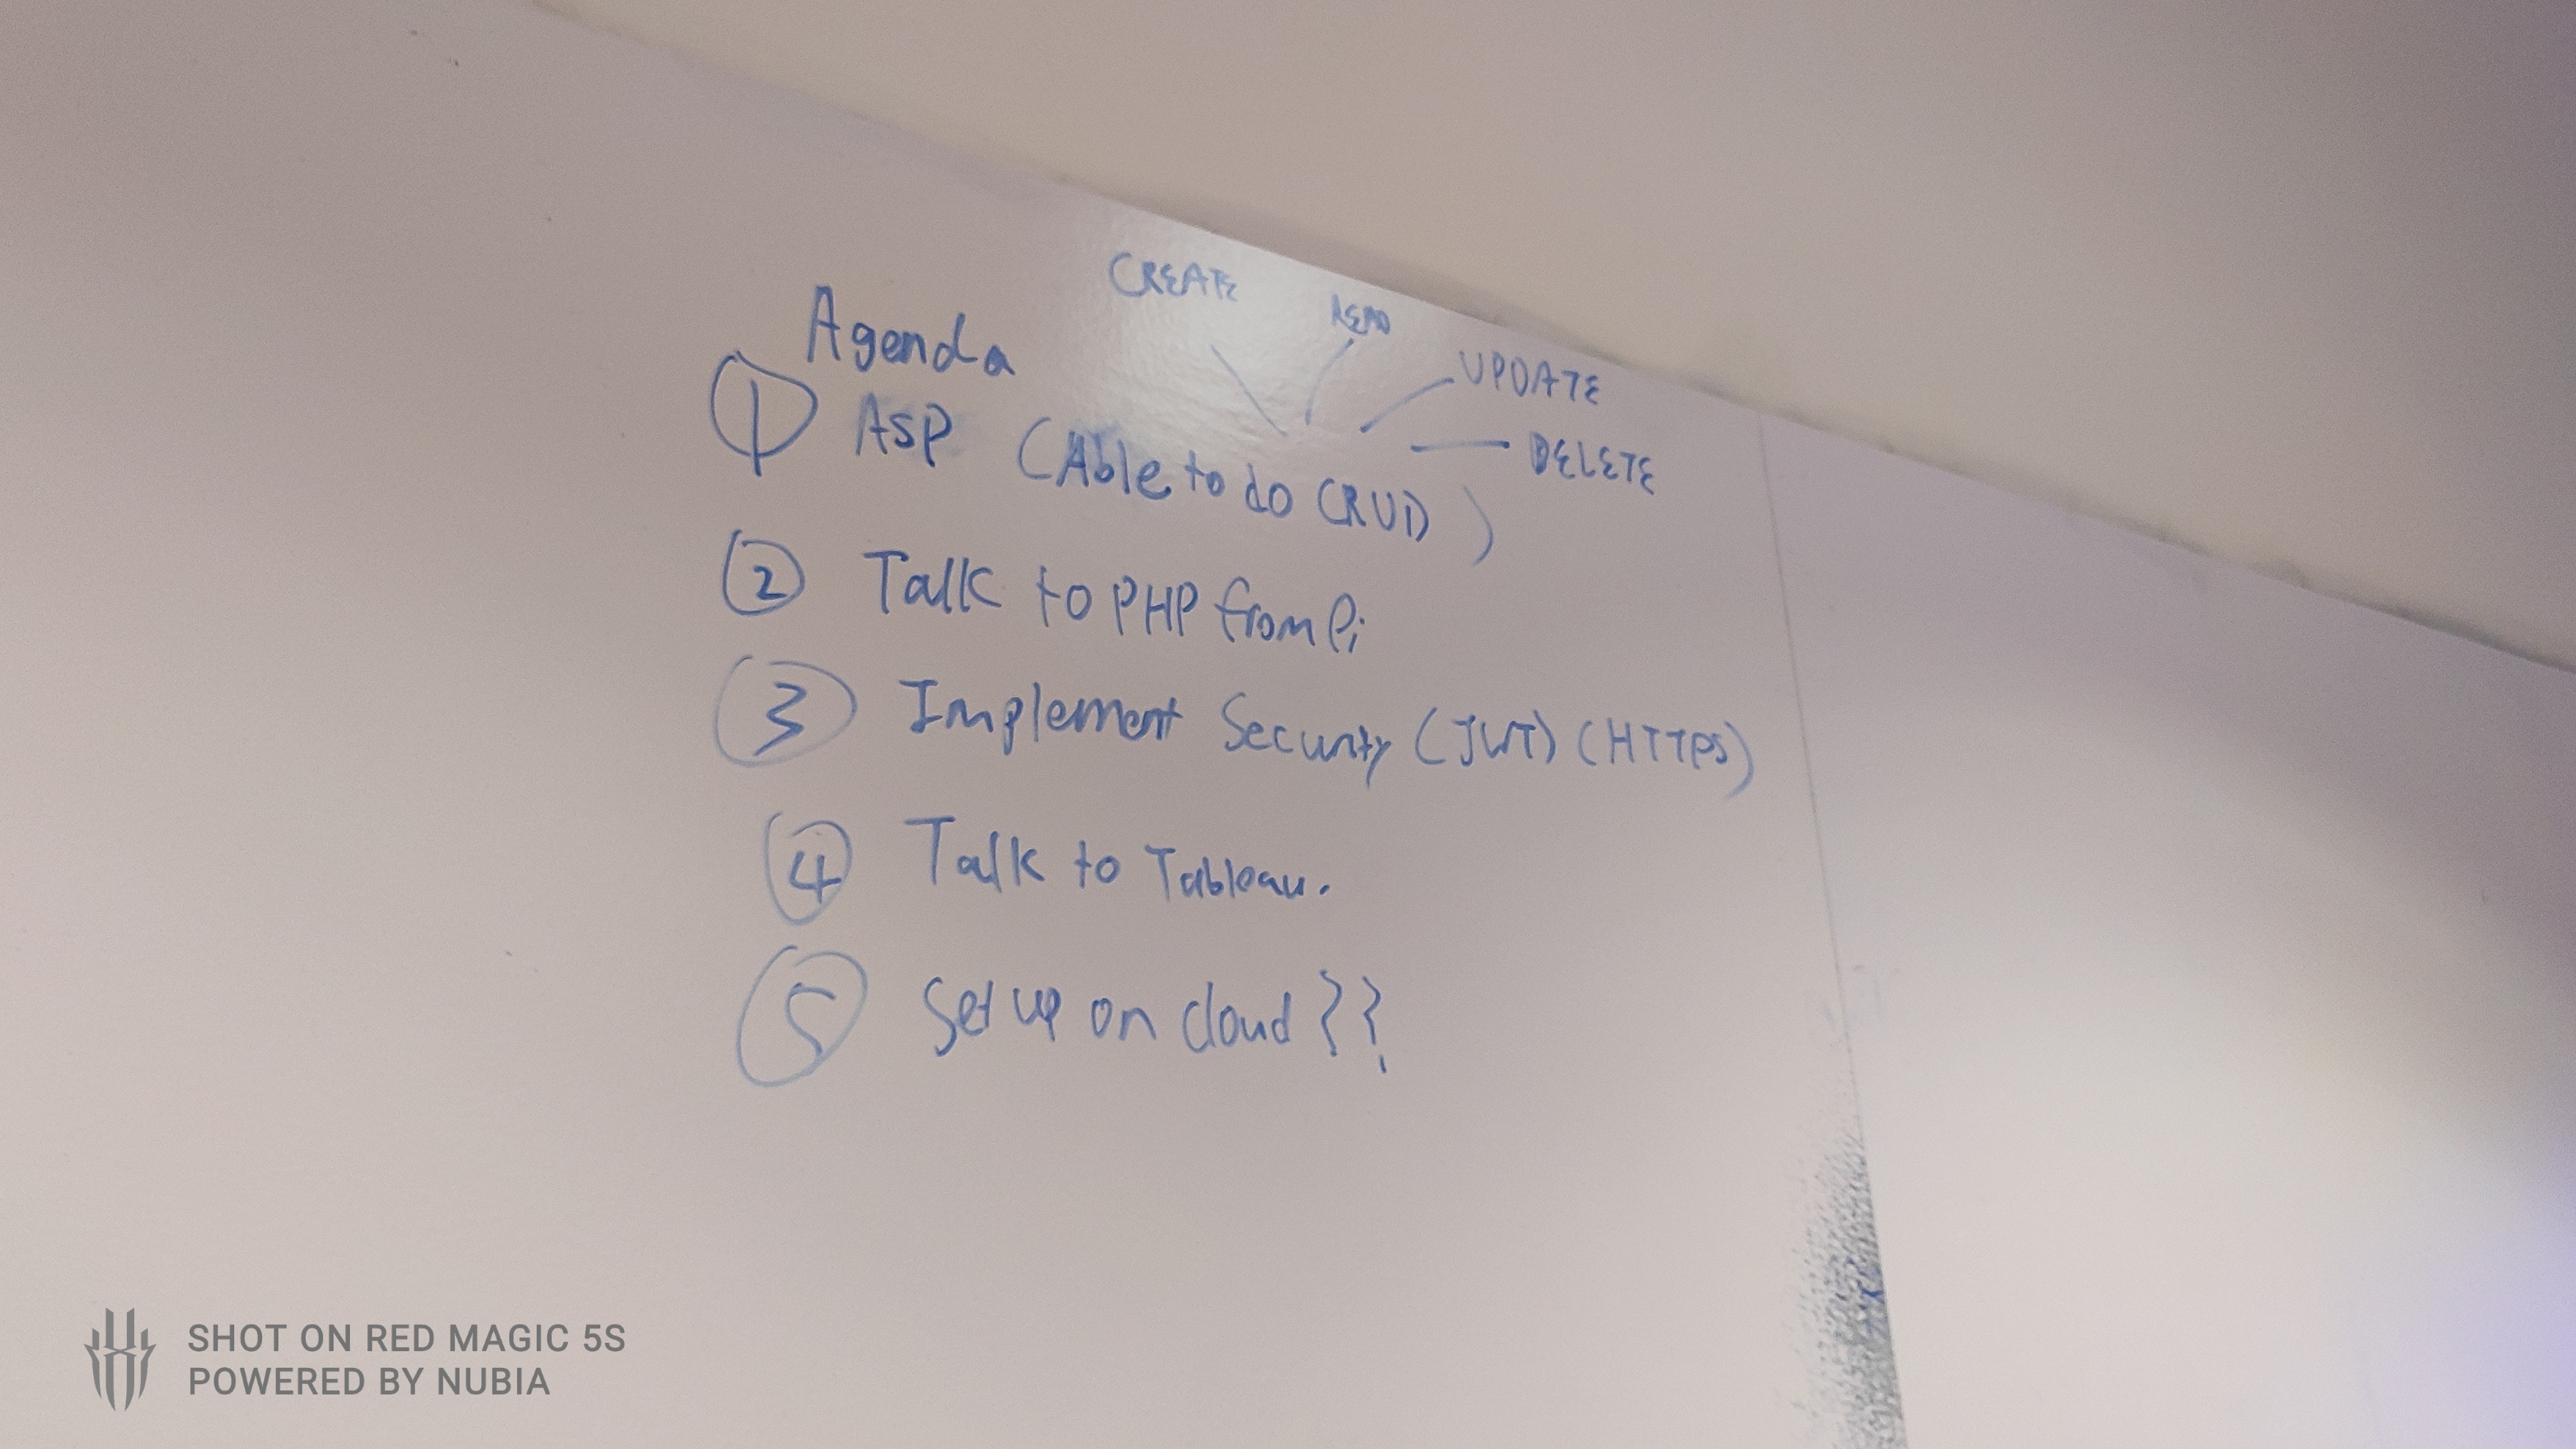 CREATE
READ
UPDATE
DELETE
Agenda
1 ASP (Able to do CRUD)
2 Talk to PHP from Pi
3 Implement Security (JWT) (HTTPS)
4 Talk to Tableau.
5 Set up on cloud??
SHOT ON RED MAGIC 5S
POWERED BY NUBIA